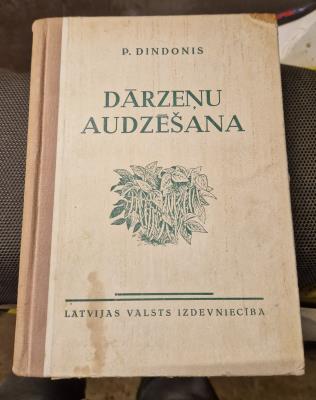 P. DINDONIS
DĀRZEŅU
AUDZĒŠANA
LATVIJAS VALSTS IZDEVNIECĪBA